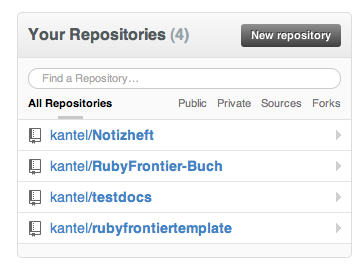 Your Repositories (4)
New repository
Find a Repository…
All Repositories Public Private Sources Forks
kantel/Notizheft
kantel/RubyFrontier-Buch
kantel/testdocs
kantel/rubyfrontiertemplate